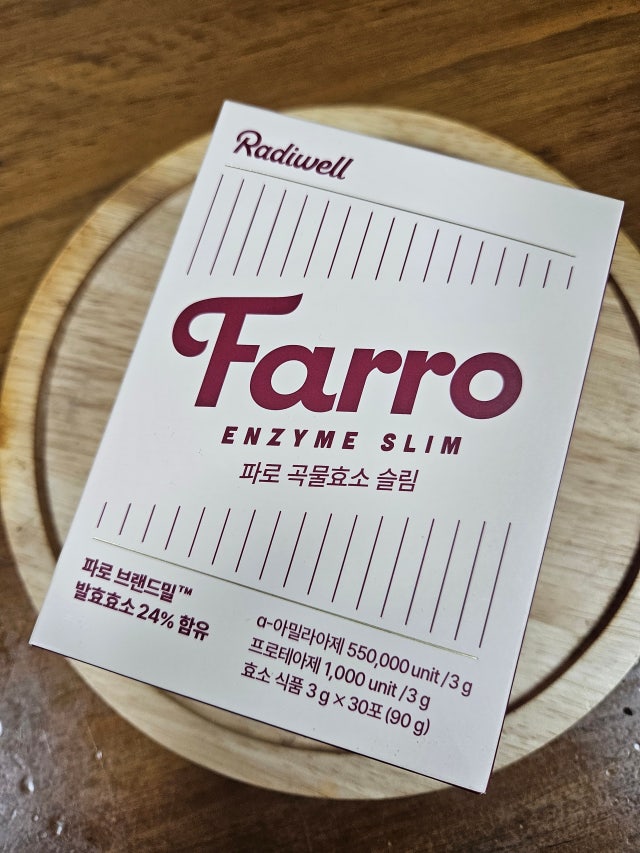 Radiwell
Farro
ENZYME SLIM
파로 곡물효소 슬림
파로 브랜드밀™
발효효소 24% 함유
α-아밀라아제 550,000 unit /3 g
프로테아제 1,000 unit /3 g
효소 식품 3 g × 30포 (90 g)